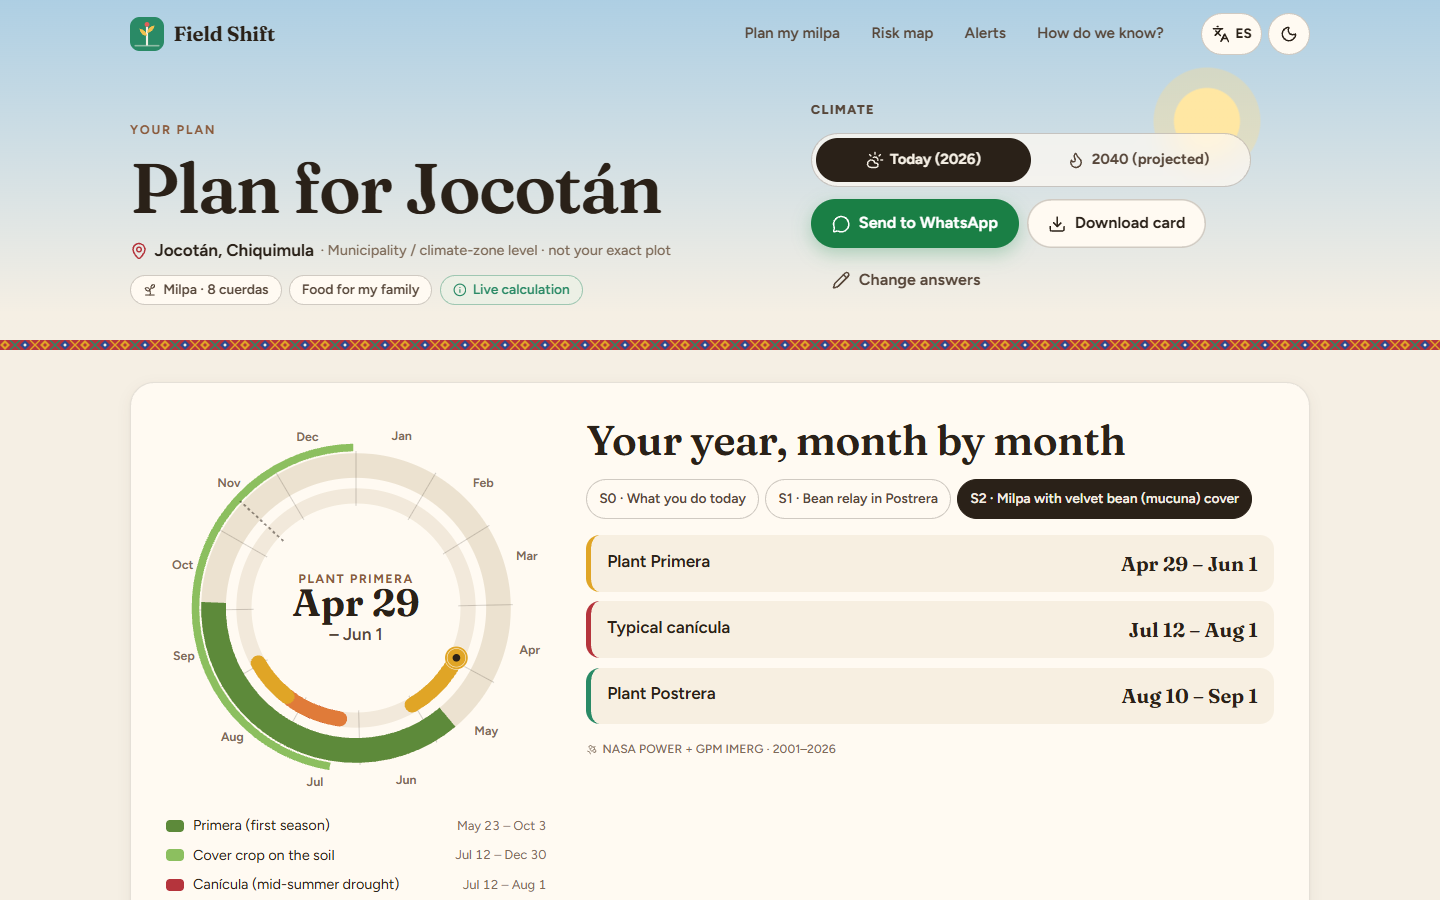 Field Shift
Plan my milpa
Risk map
Alerts
How do we know?
ES
YOUR PLAN
Plan for Jocotán
Jocotán, Chiquimula · Municipality / climate-zone level · not your exact plot
Milpa · 8 cuerdas
Food for my family
Live calculation
CLIMATE
Today (2026)
2040 (projected)
Send to WhatsApp
Download card
Change answers
Dec
Jan
Nov
Feb
Oct
Mar
Sep
Apr
Aug
May
Jul
Jun
PLANT PRIMERA
Apr 29
– Jun 1
Primera (first season) May 23 – Oct 3
Cover crop on the soil Jul 12 – Dec 30
Canícula (mid-summer drought) Jul 12 – Aug 1
Your year, month by month
S0 · What you do today
S1 · Bean relay in Postrera
S2 · Milpa with velvet bean (mucuna) cover
Plant Primera Apr 29 – Jun 1
Typical canícula Jul 12 – Aug 1
Plant Postrera Aug 10 – Sep 1
NASA POWER + GPM IMERG · 2001–2026